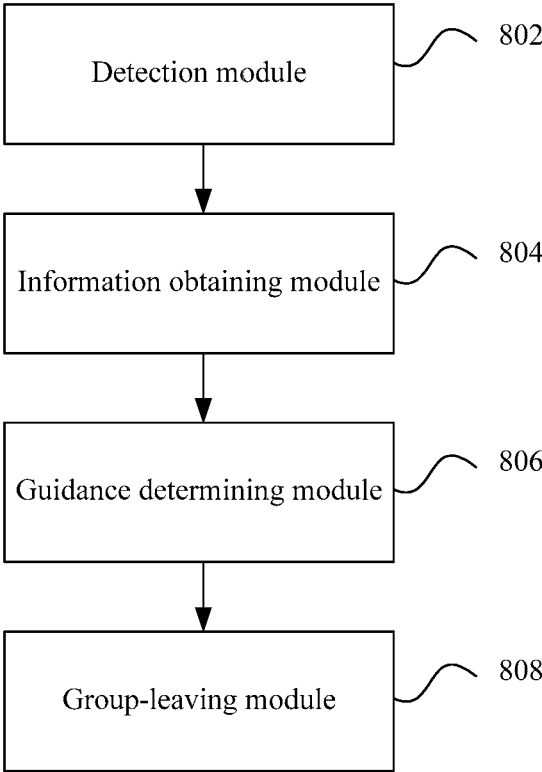 Detection module
802
Information obtaining module
804
Guidance determining module
806
Group-leaving module
808